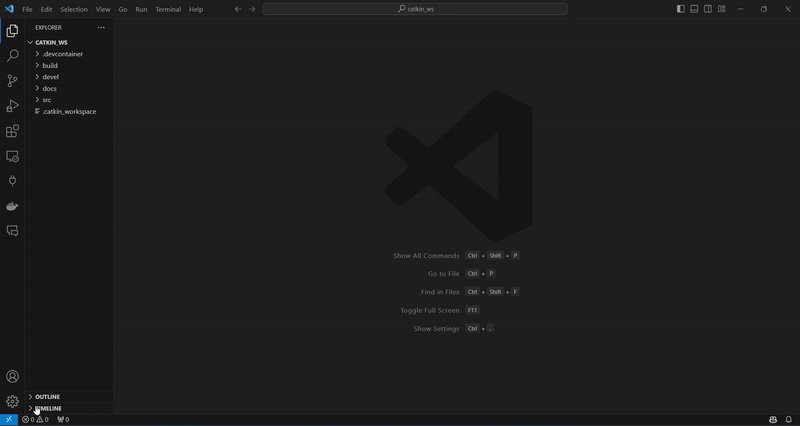 File Edit Selection View Go Run Terminal Help
catkin_ws
EXPLORER
CATKIN_WS
.devcontainer
build
devel
docs
src
.catkin_workspace
Show All Commands Ctrl + Shift + P
Go to File Ctrl + P
Find in Files Ctrl + Shift + F
Toggle Full Screen F11
Show Settings Ctrl + ,
OUTLINE
TIMELINE
0 0 0